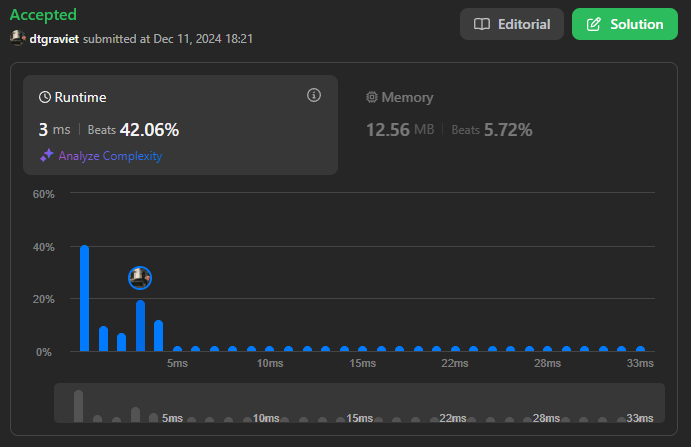 Accepted
dtgraviet submitted at Dec 11, 2024 18:21
Editorial
Solution
Runtime
3 ms | Beats 42.06%
Analyze Complexity
Memory
12.56 MB | Beats 5.72%
60%
40%
20%
0%
5ms 10ms 15ms 22ms 28ms 33ms
5ms 10ms 15ms 22ms 28ms 33ms